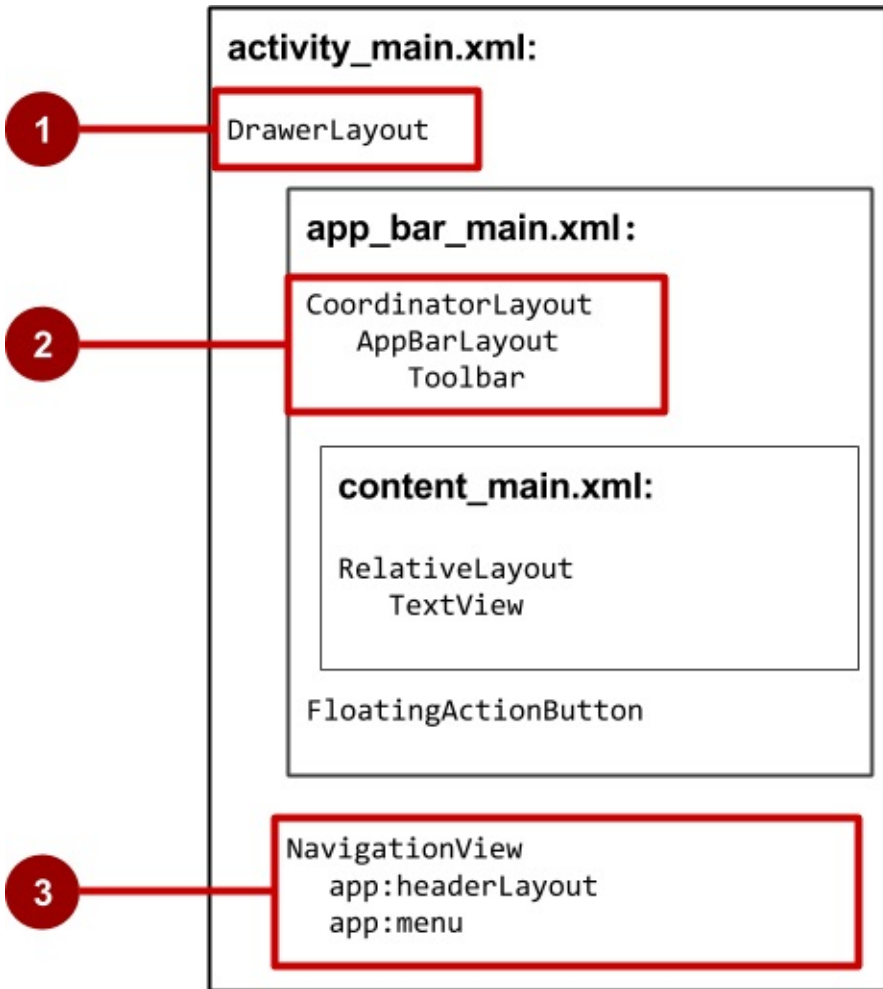 activity_main.xml:
1
DrawerLayout
app_bar_main.xml:
2
CoordinatorLayout
AppBarLayout
Toolbar
content_main.xml:
RelativeLayout
TextView
FloatingActionButton
3
NavigationView
app:headerLayout
app:menu